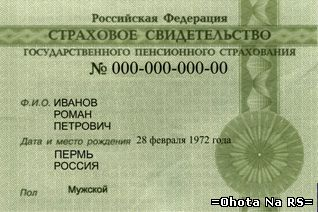 Российская Федерация
СТРАХОВОЕ СВИДЕТЕЛЬСТВО
ГОСУДАРСТВЕННОГО ПЕНСИОННОГО СТРАХОВАНИЯ
№ 000-000-000-00
Ф.И.О. ИВАНОВ
РОМАН
ПЕТРОВИЧ
Дата и место рождения 28 февраля 1972 года
ПЕРМЬ
РОССИЯ
Пол Мужской
=Ohota Na RS=